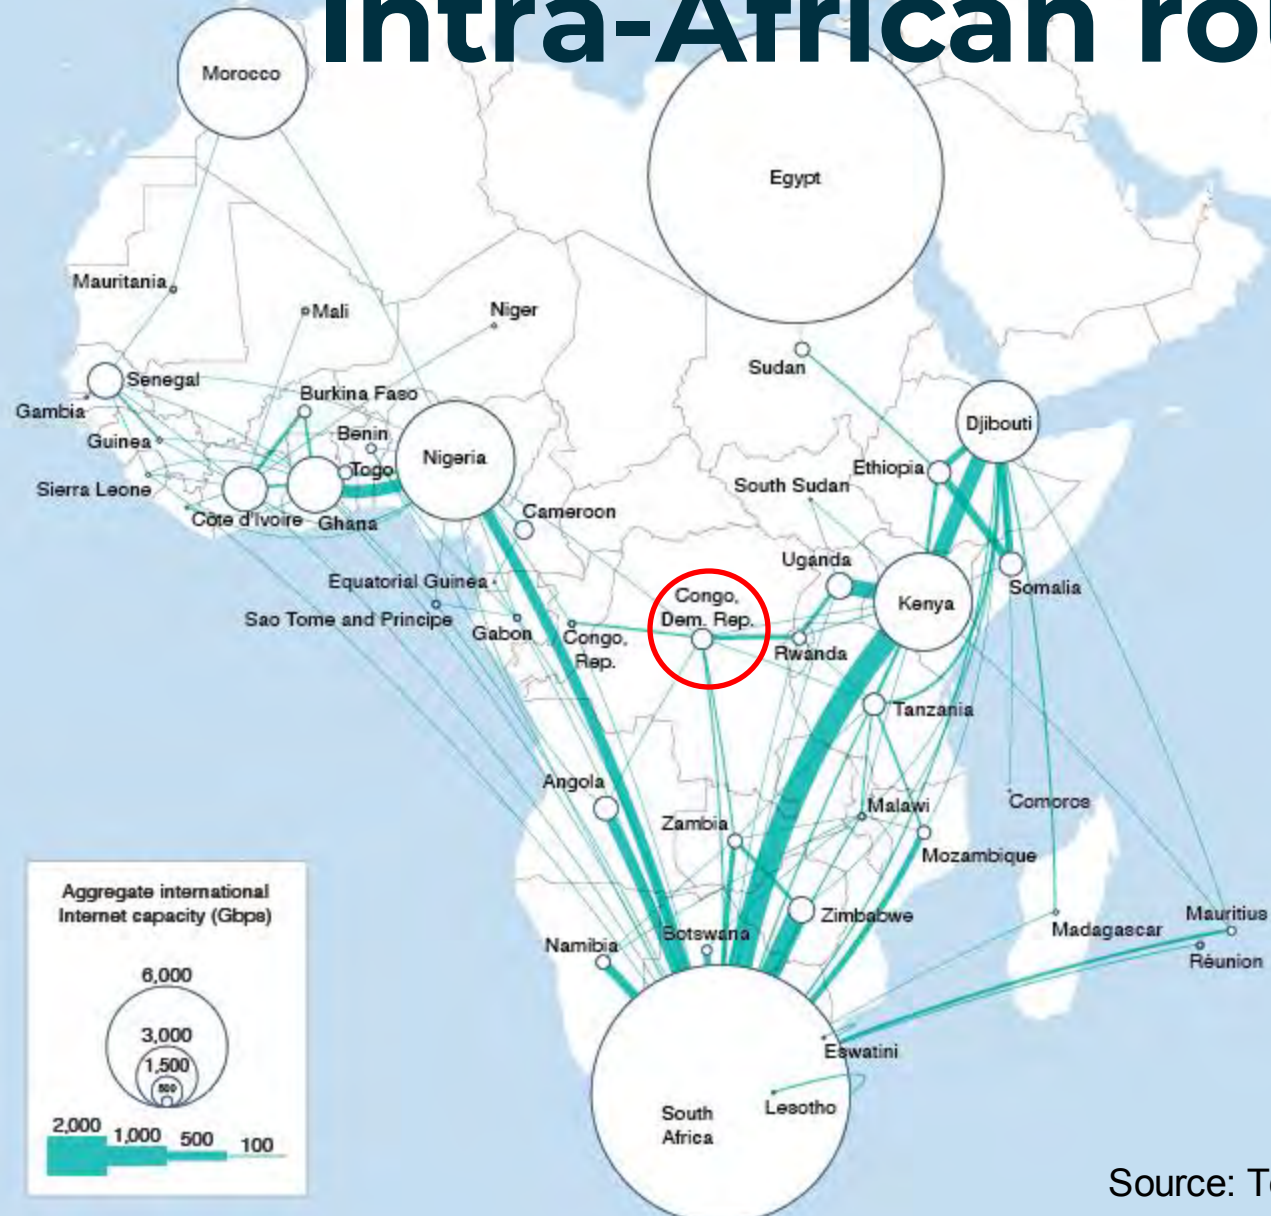 Intra-African
Morocco
Egypt
Mauritania
Mali
Niger
Sudan
Senegal
Burkina Faso
Gambia
Djibouti
Benin
Guinea
Nigeria
Togo
Ethiopia
South Sudan
Sierra Leone
Côte d'Ivoire
Ghana
Cameroon
Uganda
Equatorial Guinea
Somalia
Congo,
Dem. Rep.
Kenya
Sao Tome and Principe
Gabon
Congo,
Rep.
Rwanda
Tanzania
Angola
Comoros
Malawi
Zambia
Mozambique
Aggregate international
Internet capacity (Gbps)
6,000
3,000
1,500
500
2,000
1,000
500
100
Zimbabwe
Mauritius
Botswana
Madagascar
Namibia
Réunion
Eswatini
Lesotho
South
Africa
Source: